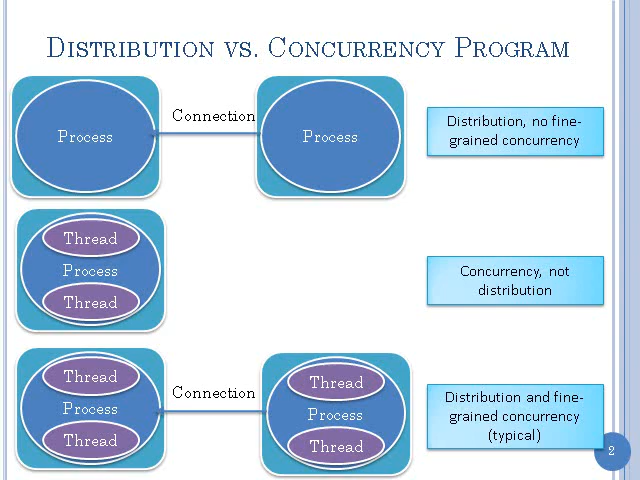 DISTRIBUTION VS. CONCURRENCY PROGRAM
Process
Connection
Process
Distribution, no fine-
grained concurrency
Thread
Process
Thread
Concurrency, not
distribution
Thread
Process
Thread
Connection
Thread
Process
Thread
Distribution and fine-
grained concurrency
(typical)
2